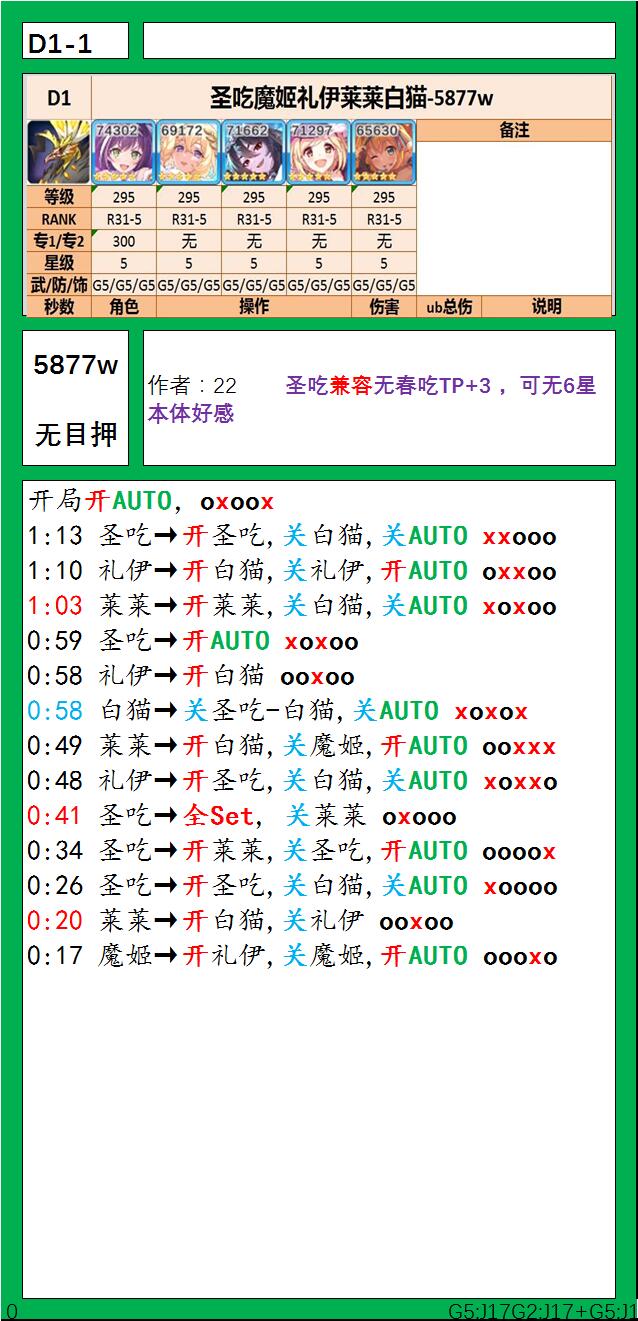 D1-1
D1 圣吃魔姬礼伊莱莱白猫-5877w
74302 69172 71662 71297 65630 备注
等级 295 295 295 295 295
RANK R31-5 R31-5 R31-5 R31-5 R31-5
专1/专2 300 无 无 无 无
星级 5 5 5 5 5
武/防/饰 G5/G5/G5 G5/G5/G5 G5/G5/G5 G5/G5/G5 G5/G5/G5
秒数 角色 操作 伤害 ub总伤 说明
5877w
无目押
作者：22 圣吃兼容无春吃TP+3 ，可无6星
本体好感
开局开AUTO, oxoox
1:13 圣吃→开圣吃,关白猫,关AUTO xxooo
1:10 礼伊→开白猫,关礼伊,开AUTO oxxoo
1:03 莱莱→开莱莱,关白猫,关AUTO xoxoo
0:59 圣吃→开AUTO xoxoo
0:58 礼伊→开白猫 ooxoo
0:58 白猫→关圣吃-白猫,关AUTO xoxox
0:49 莱莱→开白猫,关魔姬,开AUTO ooxxx
0:48 礼伊→开圣吃,关白猫,关AUTO xoxxo
0:41 圣吃→全Set, 关莱莱 oxooo
0:34 圣吃→开莱莱,关圣吃,开AUTO oooox
0:26 圣吃→开圣吃,关白猫,关AUTO xoooo
0:20 莱莱→开白猫,关礼伊 ooxoo
0:17 魔姬→开礼伊,关魔姬,开AUTO oooxo
0 G5:J17G2:J17+G5:J1